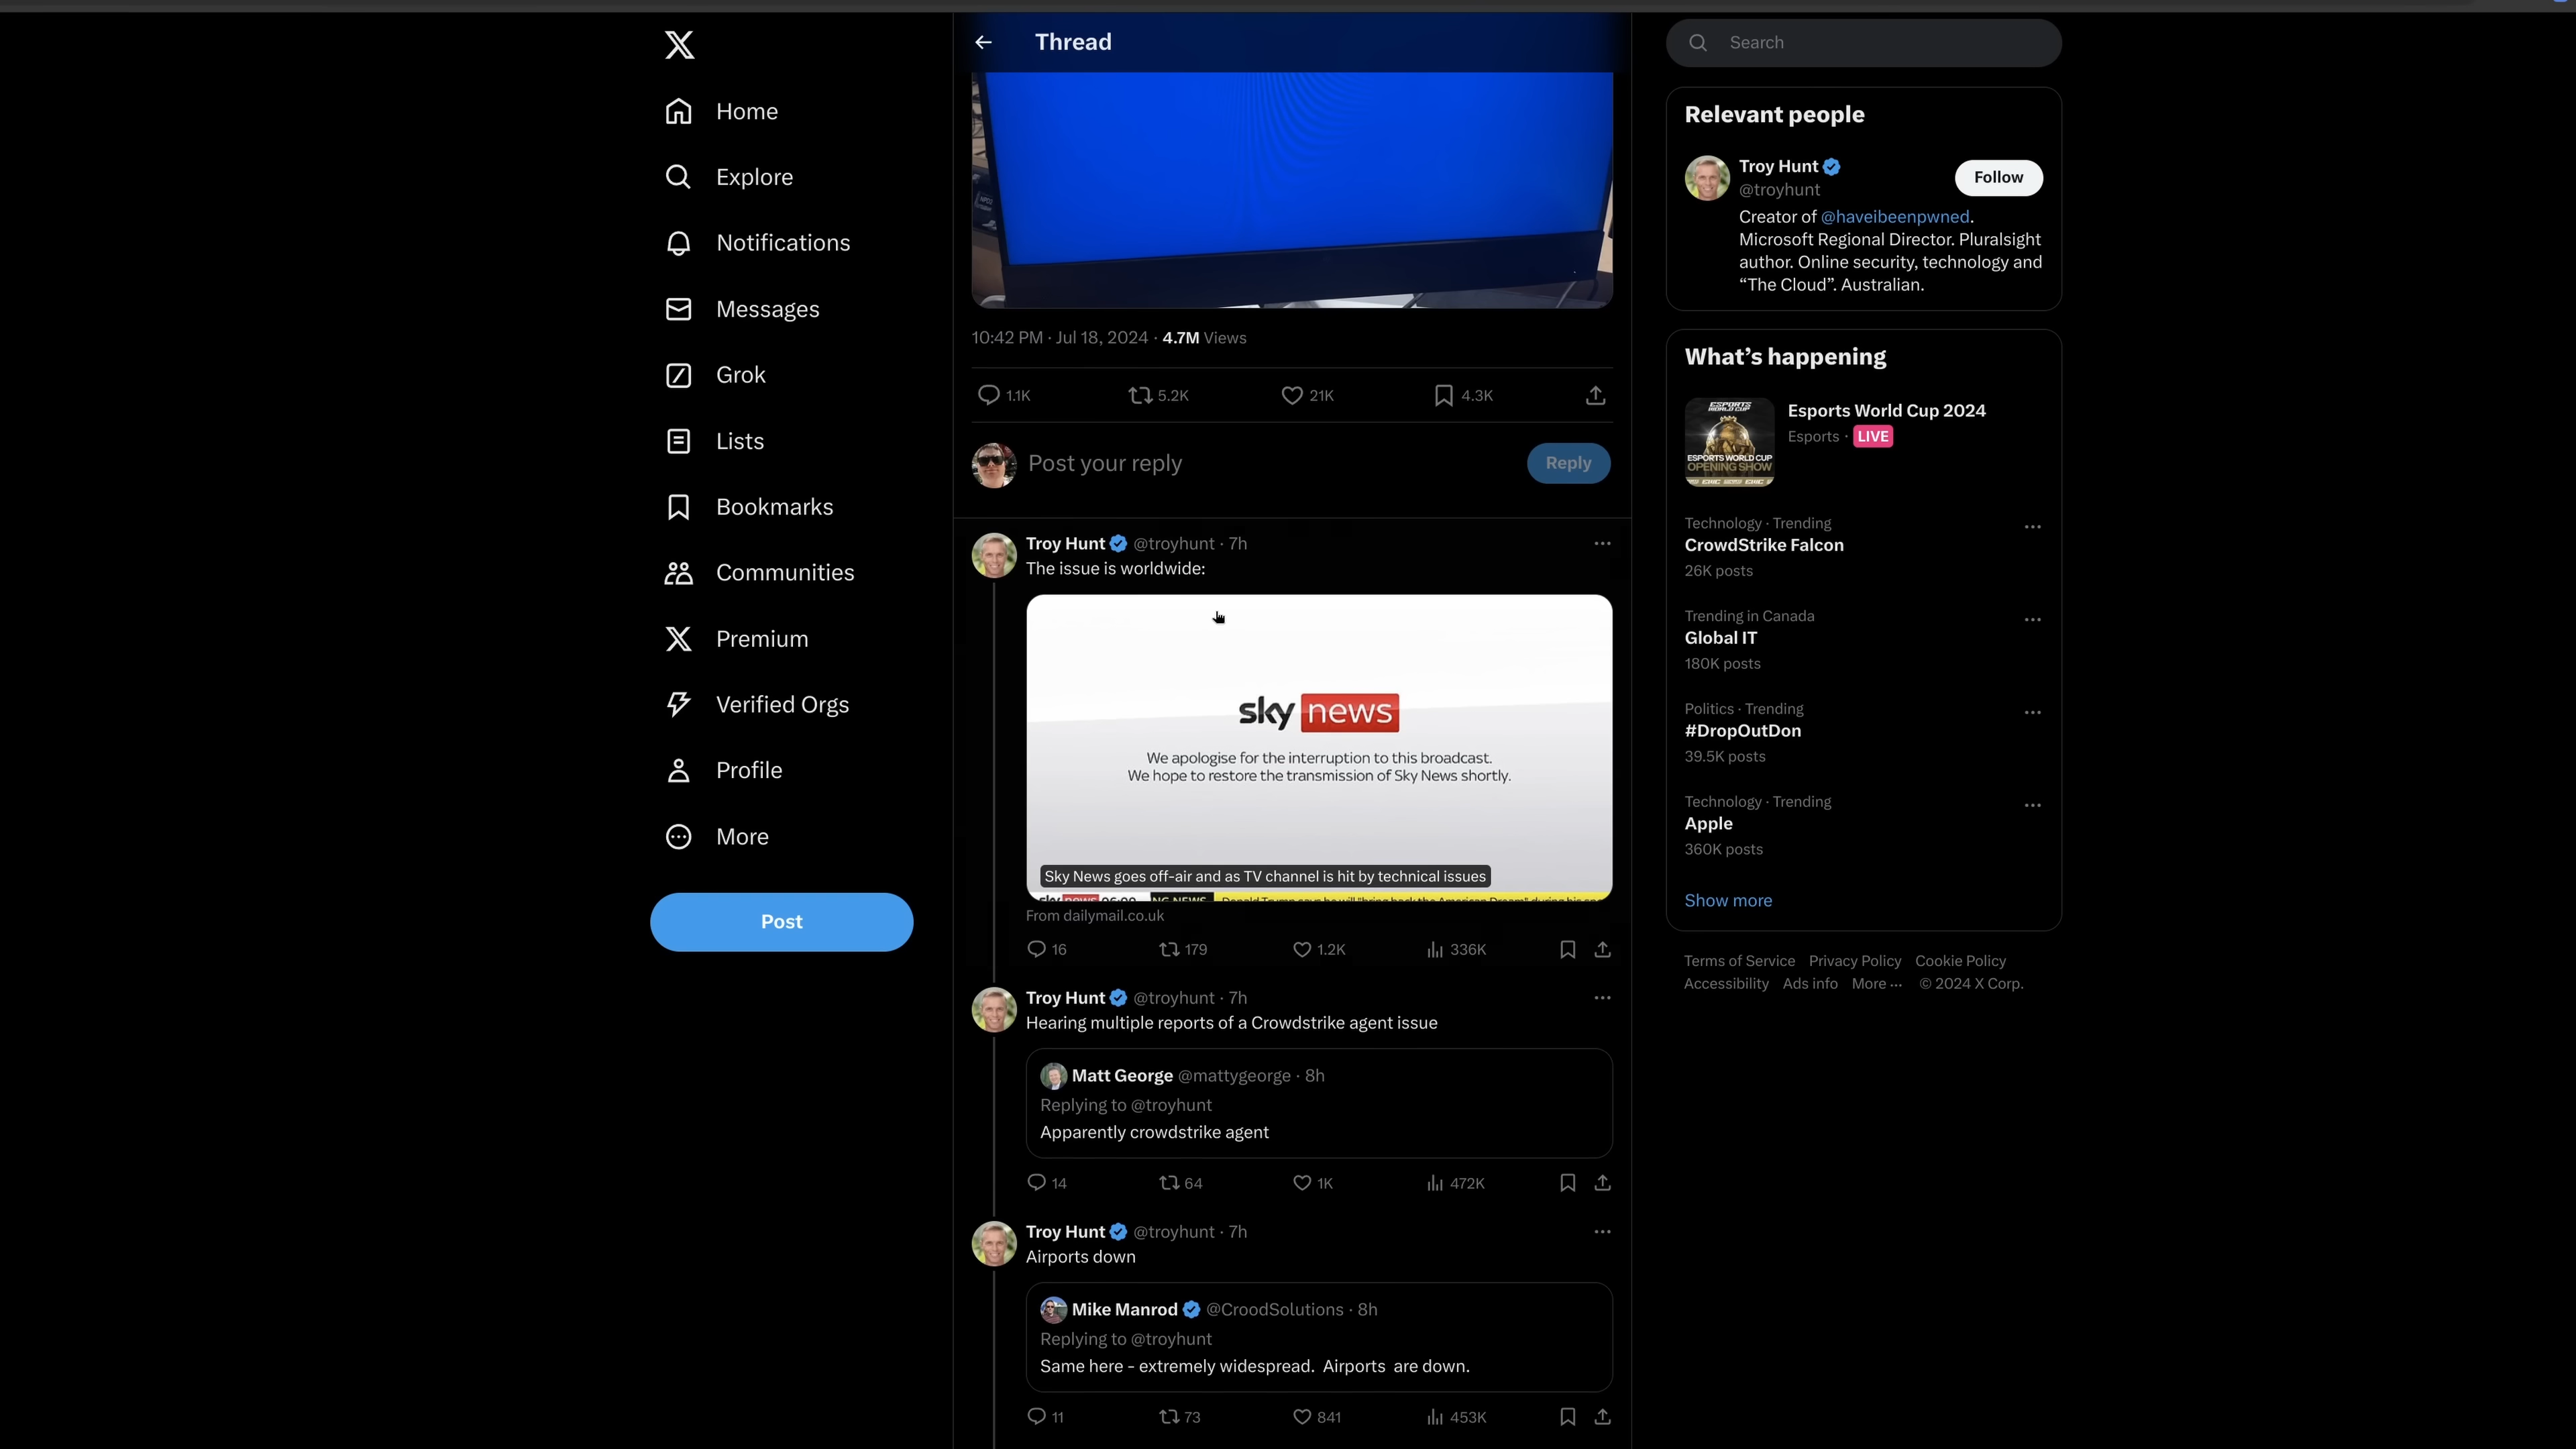 Home
Explore
Notifications
Messages
Grok
Lists
Bookmarks
Communities
Premium
Verified Orgs
Profile
More
Post
Thread
10:42 PM · Jul 18, 2024 · 4.7M Views
1.1K 5.2K 21K 4.3K
Post your reply Reply
Troy Hunt @troyhunt · 7h
The issue is worldwide:
sky news
We apologise for the interruption to this broadcast.
We hope to restore the transmission of Sky News shortly.
Sky News goes off-air and as TV channel is hit by technical issues
From dailymail.co.uk
16 179 1.2K 336K
Troy Hunt @troyhunt · 7h
Hearing multiple reports of a Crowdstrike agent issue
Matt George @mattygeorge · 8h
Replying to @troyhunt
Apparently crowdstrike agent
14 64 1K 472K
Troy Hunt @troyhunt · 7h
Airports down
Mike Manrod @CroodSolutions · 8h
Replying to @troyhunt
Same here - extremely widespread.  Airports  are down.
11 73 841 453K
Search
Relevant people
Troy Hunt
@troyhunt
Follow
Creator of @haveibeenpwned.
Microsoft Regional Director. Pluralsight
author. Online security, technology and
“The Cloud”. Australian.
What’s happening
ESPORTS
WORLD CUP
ESPORTS WORLD CUP
OPENING SHOW
Esports World Cup 2024
Esports · LIVE
Technology · Trending
CrowdStrike Falcon
26K posts
Trending in Canada
Global IT
180K posts
Politics · Trending
#DropOutDon
39.5K posts
Technology · Trending
Apple
360K posts
Show more
Terms of Service Privacy Policy Cookie Policy
Accessibility Ads info More ··· © 2024 X Corp.